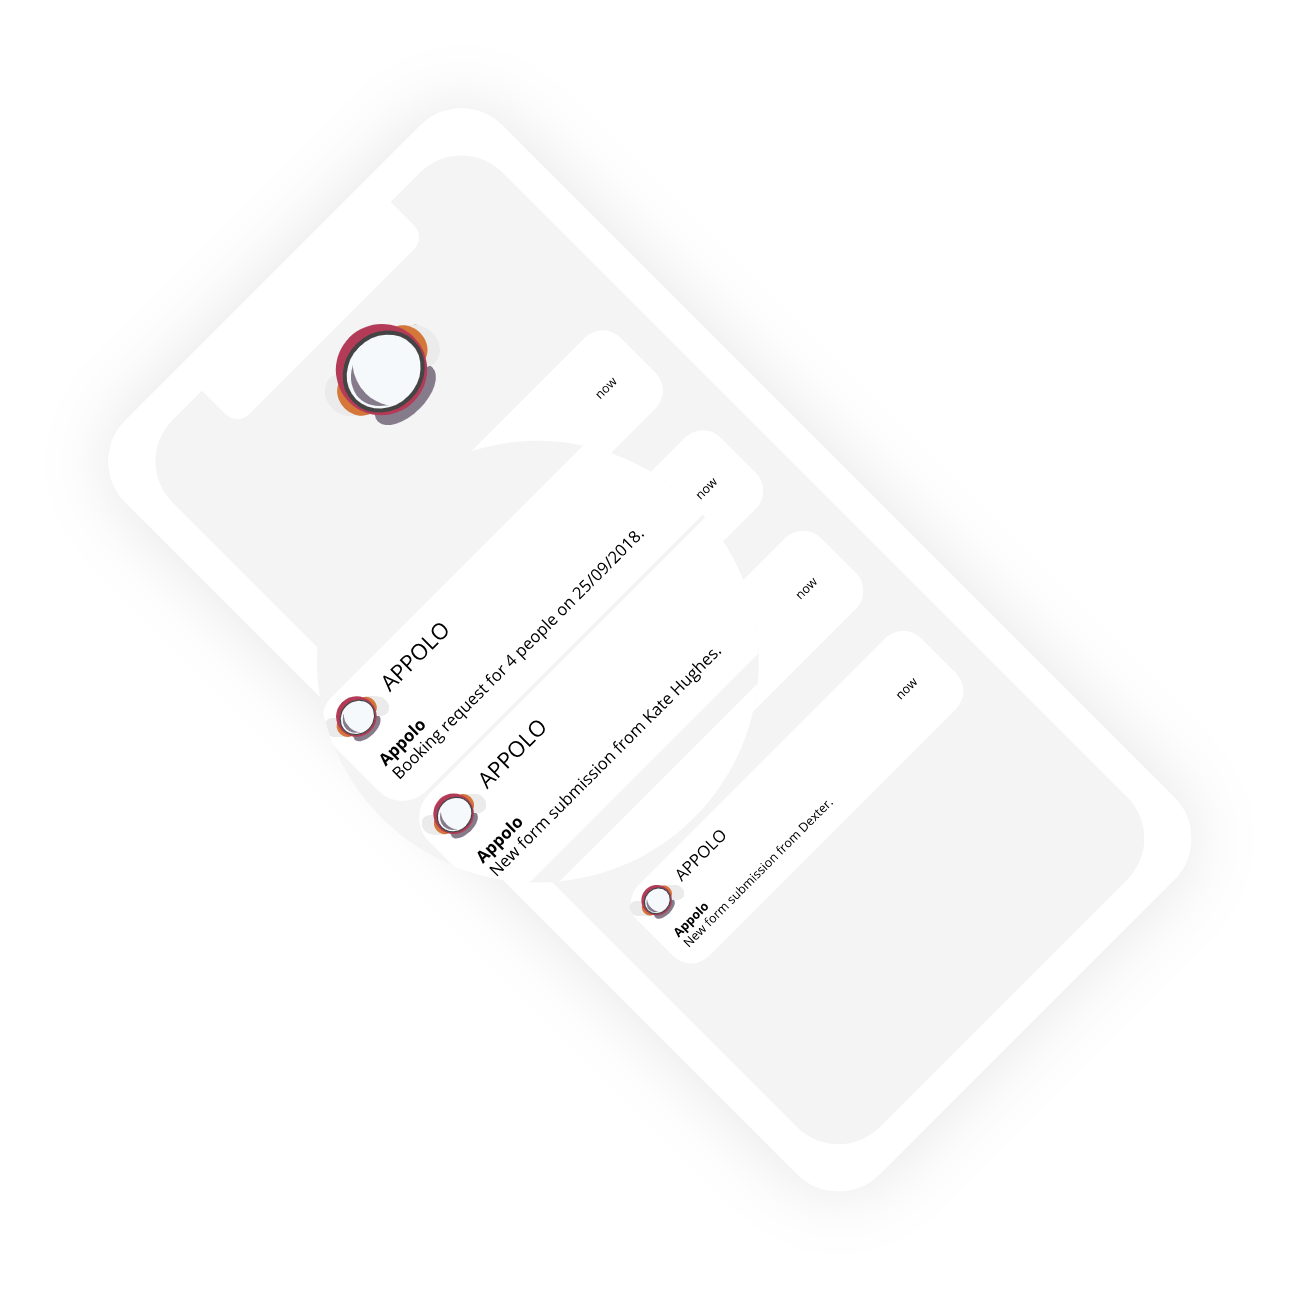 now
now
APPOLO
Appolo
Booking request for 4 people on 25/09/2018.
now
APPOLO
Appolo
New form submission from Kate Hughes.
now
APPOLO
Appolo
New form submission from Dexter.